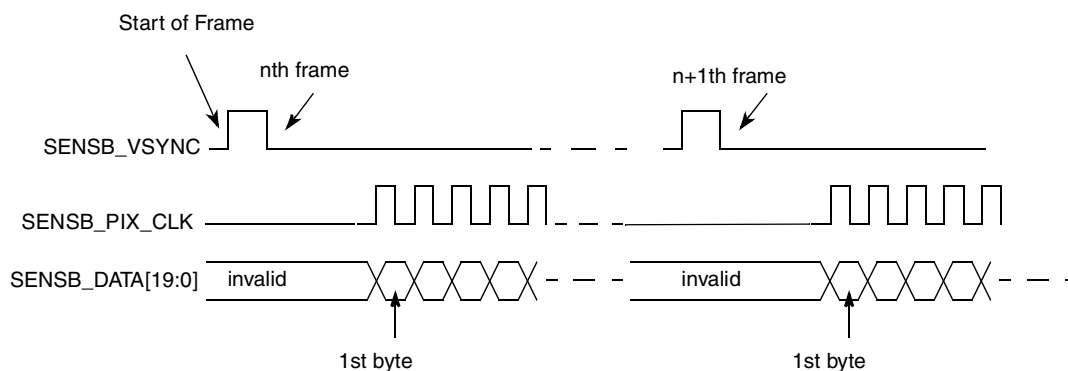 Start of Frame
nth frame
n+1th frame
SENSB_VSYNC
SENSB_PIX_CLK
SENSB_DATA[19:0]
invalid
invalid
1st byte
1st byte